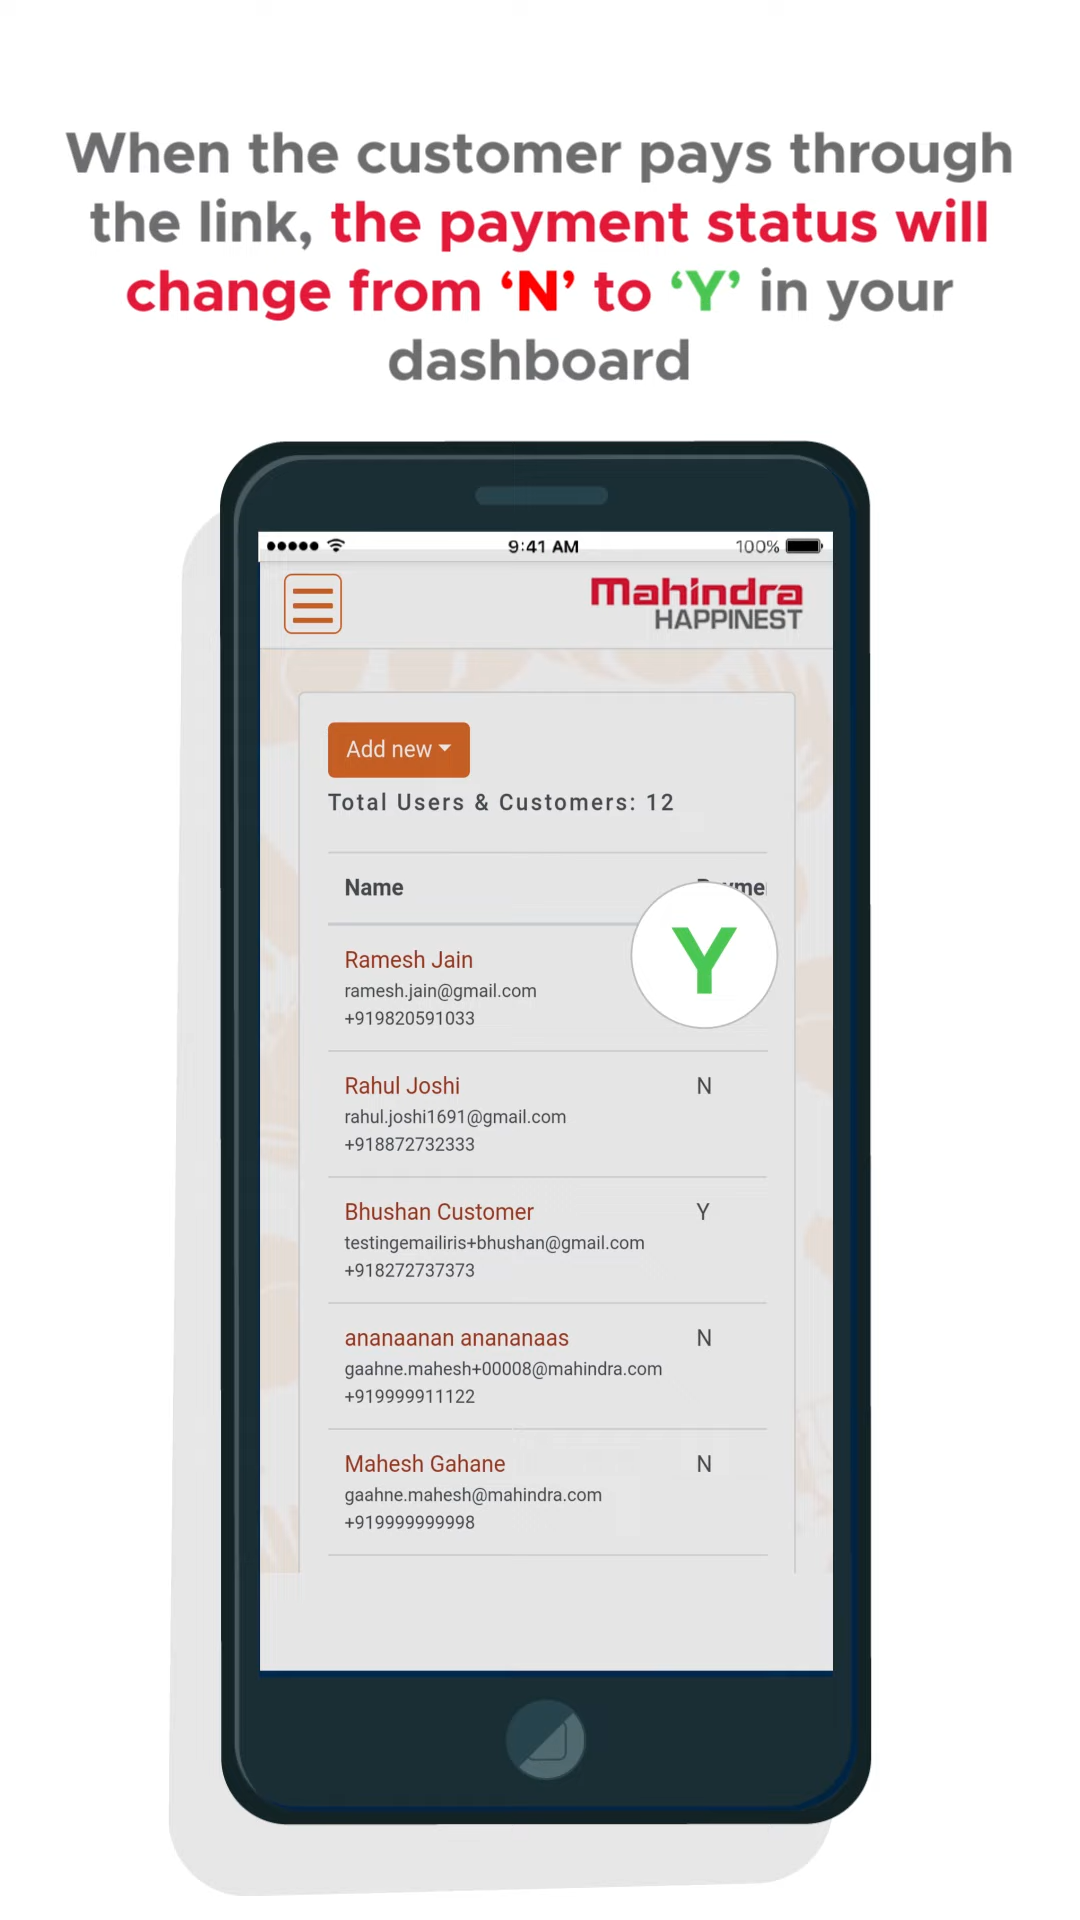 When the customer pays through
the link, the payment status will
change from ‘N’ to ‘Y’ in your
dashboard
9:41 AM 100%
Mahindra
HAPPINEST
Add new
Total Users & Customers: 12
Name
Y
Ramesh Jain
ramesh.jain@gmail.com
+919820591033
Rahul Joshi N
rahul.joshi1691@gmail.com
+918872732333
Bhushan Customer Y
testingemailiris+bhushan@gmail.com
+918272737373
ananaanan anananaas N
gaahne.mahesh+00008@mahindra.com
+919999911122
Mahesh Gahane N
gaahne.mahesh@mahindra.com
+919999999998